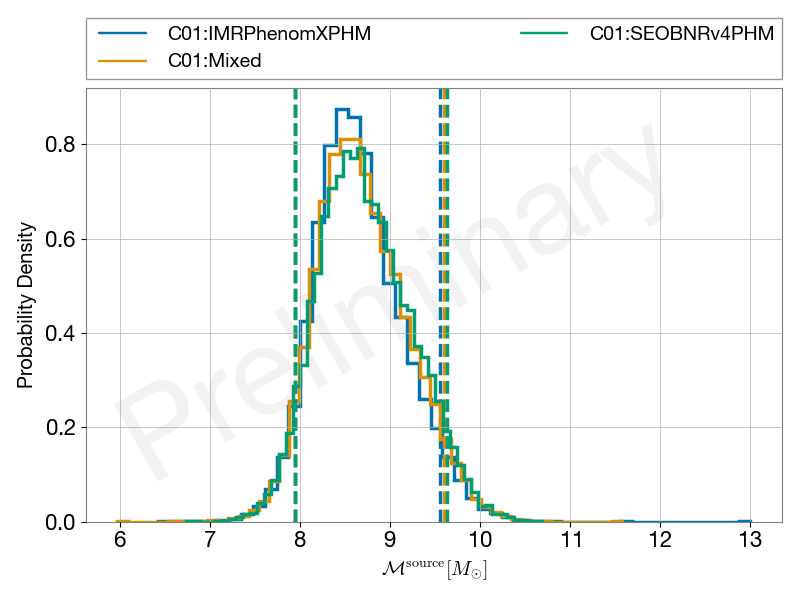 C01:IMRPhenomXPHM
C01:SEOBNRv4PHM
C01:Mixed
Preliminary
Probability Density
0.8
0.6
0.4
0.2
0.0
6 7 8 9 10 11 12 13
ℳ^source [M_⊙]